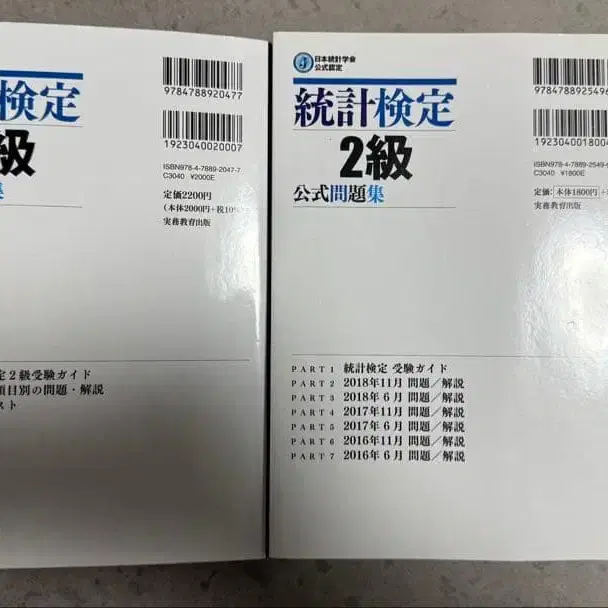 検定
級
集
9784788920477
1923040020007
ISBN978-4-7889-2047-7
C3040 ¥2000E
定価2200円
(本体2000円+税10%
実務教育出版
定2級受験ガイド
項目別の問題・解説
スト
日本統計学会
公式認定
統計検定
2級
公式問題集
978478892549
1923040018004
ISBN978-4-7889-2549-
C3040 ¥1800E
定価:本体1800円+
実務教育出版
PART 1 統計検定 受験ガイド
PART 2 2018年11月 問題/解説
PART 3 2018年 6月 問題/解説
PART 4 2017年11月 問題/解説
PART 5 2017年 6月 問題/解説
PART 6 2016年11月 問題/解説
PART 7 2016年 6月 問題/解説